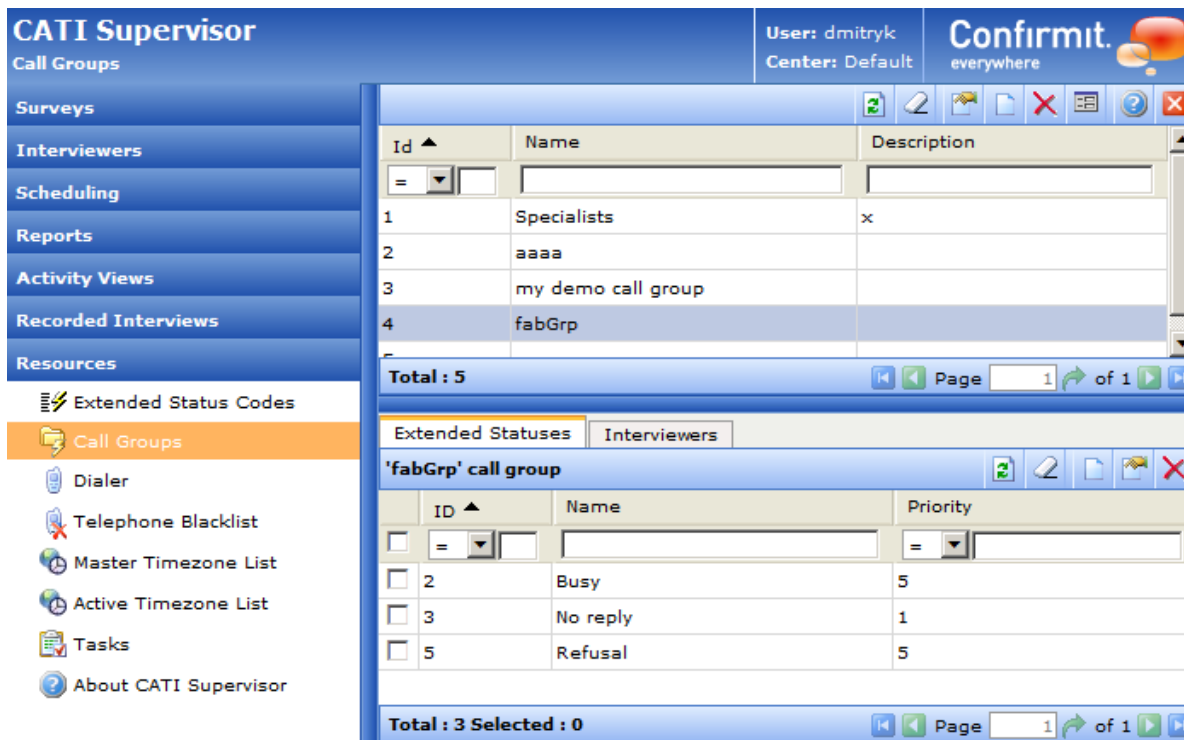 CATI Supervisor
Call Groups
User: dmitryk
Center: Default
Confirmit.
everywhere
Surveys
Interviewers
Scheduling
Reports
Activity Views
Recorded Interviews
Resources
Extended Status Codes
Call Groups
Dialer
Telephone Blacklist
Master Timezone List
Active Timezone List
Tasks
About CATI Supervisor
Id Name Description
=
1 Specialists x
2 aaaa
3 my demo call group
4 fabGrp
Total : 5 Page 1 of 1
Extended Statuses Interviewers
'fabGrp' call group
ID Name Priority
= =
2 Busy 5
3 No reply 1
5 Refusal 5
Total : 3 Selected : 0 Page 1 of 1